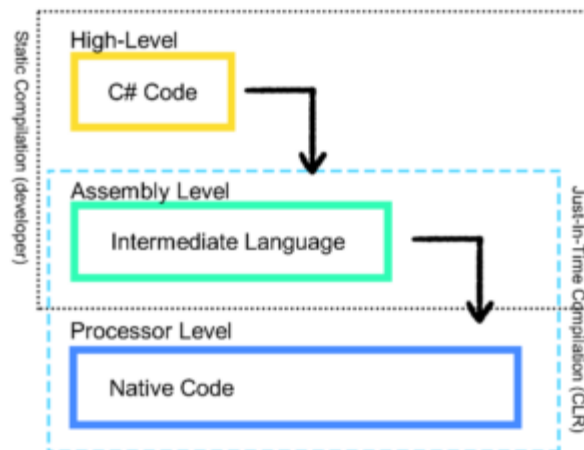 High-Level
C# Code
Assembly Level
Intermediate Language
Processor Level
Native Code
Static Compilation (developer)
Just-In-Time Compilation (CLR)